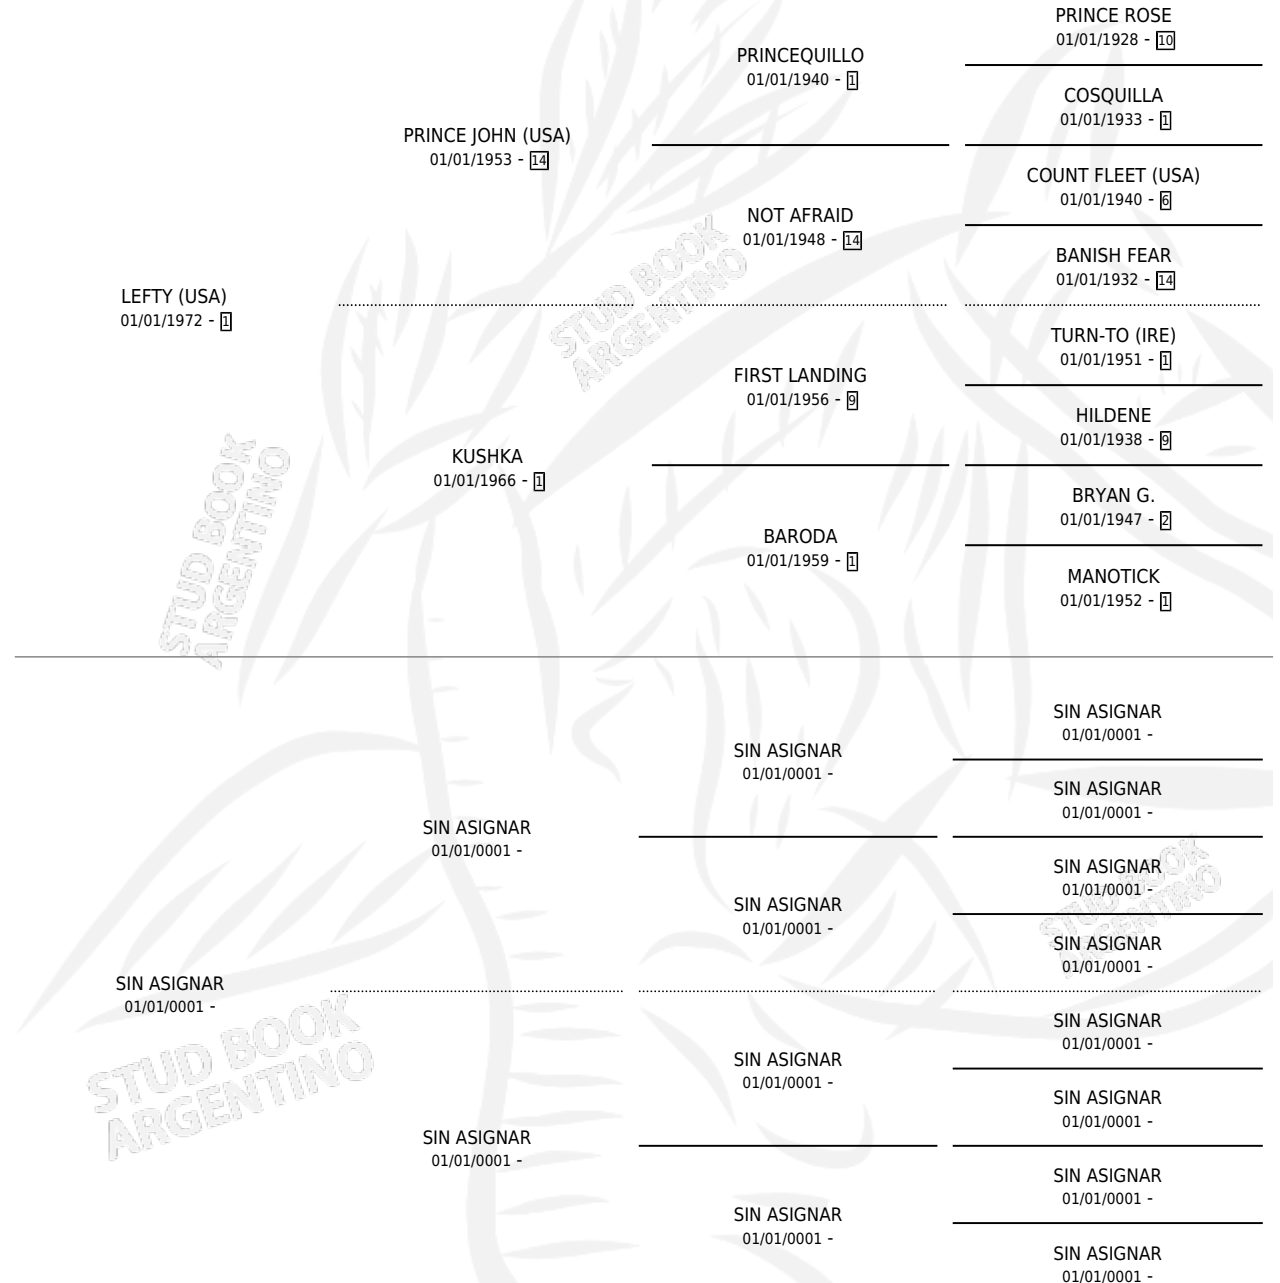 PRINCE ROSE
01/01/1928 - 10
PRINCEQUILLO
01/01/1940 - 1
COSQUILLA
01/01/1933 - 1
PRINCE JOHN (USA)
01/01/1953 - 14
COUNT FLEET (USA)
01/01/1940 - 6
NOT AFRAID
01/01/1948 - 14
BANISH FEAR
01/01/1932 - 14
LEFTY (USA)
01/01/1972 - 1
TURN-TO (IRE)
01/01/1951 - 1
FIRST LANDING
01/01/1956 - 9
HILDENE
01/01/1938 - 9
KUSHKA
01/01/1966 - 1
BRYAN G.
01/01/1947 - 2
BARODA
01/01/1959 - 1
MANOTICK
01/01/1952 - 1
STUD BOOK
ARGENTINO
STUD BOOK
ARGENTINO
SIN ASIGNAR
01/01/0001 -
SIN ASIGNAR
01/01/0001 -
SIN ASIGNAR
01/01/0001 -
SIN ASIGNAR
01/01/0001 -
SIN ASIGNAR
01/01/0001 -
SIN ASIGNAR
01/01/0001 -
SIN ASIGNAR
01/01/0001 -
SIN ASIGNAR
01/01/0001 -
SIN ASIGNAR
01/01/0001 -
SIN ASIGNAR
01/01/0001 -
SIN ASIGNAR
01/01/0001 -
SIN ASIGNAR
01/01/0001 -
SIN ASIGNAR
01/01/0001 -
SIN ASIGNAR
01/01/0001 -
SIN ASIGNAR
01/01/0001 -
STUD BOOK
ARGENTINO
STUD BOOK
ARGENTINO